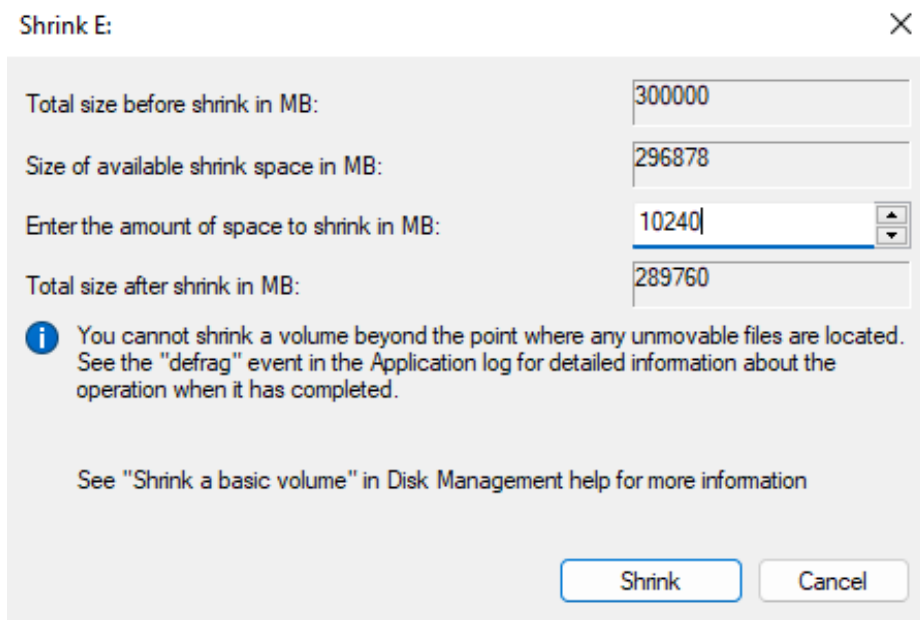 Shrink E:
Total size before shrink in MB: 300000
Size of available shrink space in MB: 296878
Enter the amount of space to shrink in MB: 10240
Total size after shrink in MB: 289760
You cannot shrink a volume beyond the point where any unmovable files are located.
See the "defrag" event in the Application log for detailed information about the
operation when it has completed.
See "Shrink a basic volume" in Disk Management help for more information
Shrink Cancel